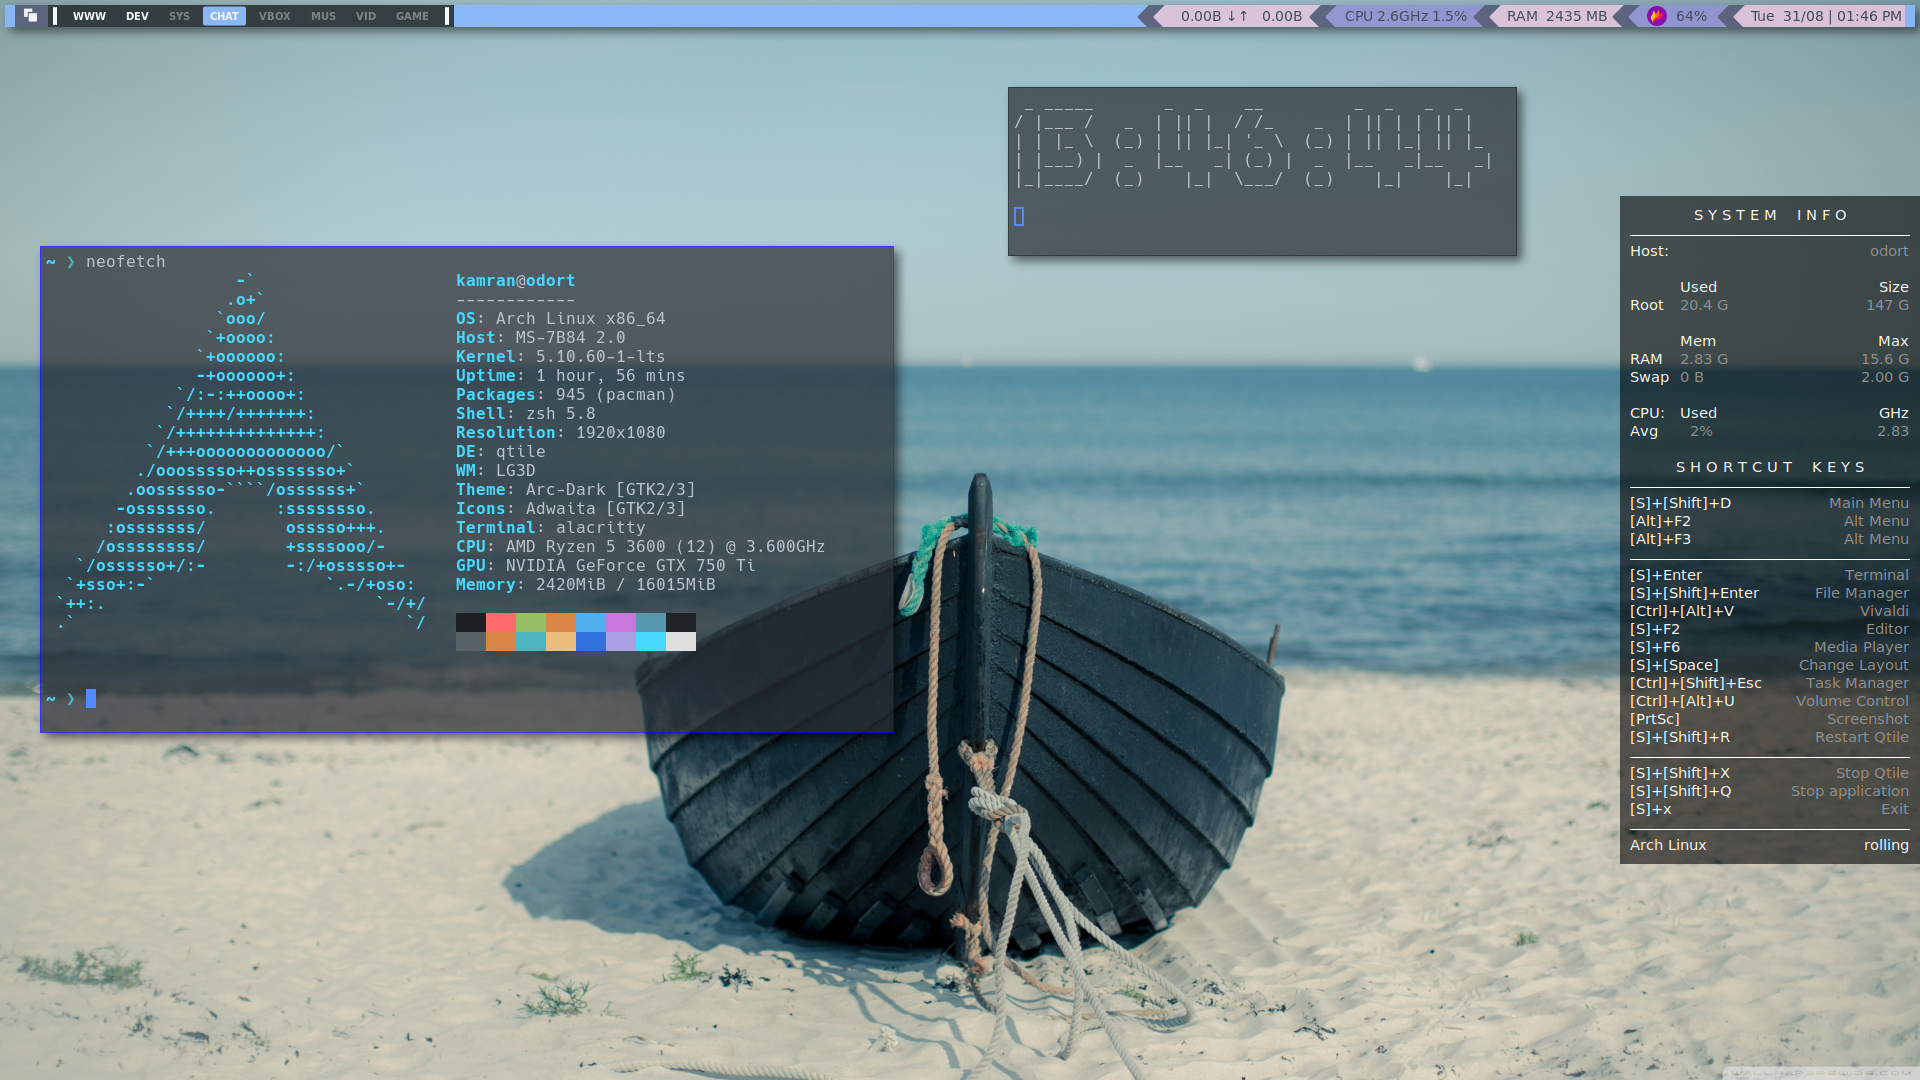 WWW DEV SYS CHAT VBOX MUS VID GAME
0.00B ↓↑ 0.00B CPU 2.6GHz 1.5% RAM 2435 MB 64% Tue 31/08 | 01:46 PM
13:46:44
~ ❯ neofetch
kamran@odort
------------
OS: Arch Linux x86_64
Host: MS-7B84 2.0
Kernel: 5.10.60-1-lts
Uptime: 1 hour, 56 mins
Packages: 945 (pacman)
Shell: zsh 5.8
Resolution: 1920x1080
DE: qtile
WM: LG3D
Theme: Arc-Dark [GTK2/3]
Icons: Adwaita [GTK2/3]
Terminal: alacritty
CPU: AMD Ryzen 5 3600 (12) @ 3.600GHz
GPU: NVIDIA GeForce GTX 750 Ti
Memory: 2420MiB / 16015MiB
~ ❯
SYSTEM INFO
Host: odort
Used Size
Root 20.4 G 147 G
Mem Max
RAM 2.83 G 15.6 G
Swap 0 B 2.00 G
CPU: Used GHz
Avg 2% 2.83
SHORTCUT KEYS
[S]+[Shift]+D Main Menu
[Alt]+F2 Alt Menu
[Alt]+F3 Alt Menu
[S]+Enter Terminal
[S]+[Shift]+Enter File Manager
[Ctrl]+[Alt]+V Vivaldi
[S]+F2 Editor
[S]+F6 Media Player
[S]+[Space] Change Layout
[Ctrl]+[Shift]+Esc Task Manager
[Ctrl]+[Alt]+U Volume Control
[PrtSc] Screenshot
[S]+[Shift]+R Restart Qtile
[S]+[Shift]+X Stop Qtile
[S]+[Shift]+Q Stop application
[S]+x Exit
Arch Linux rolling